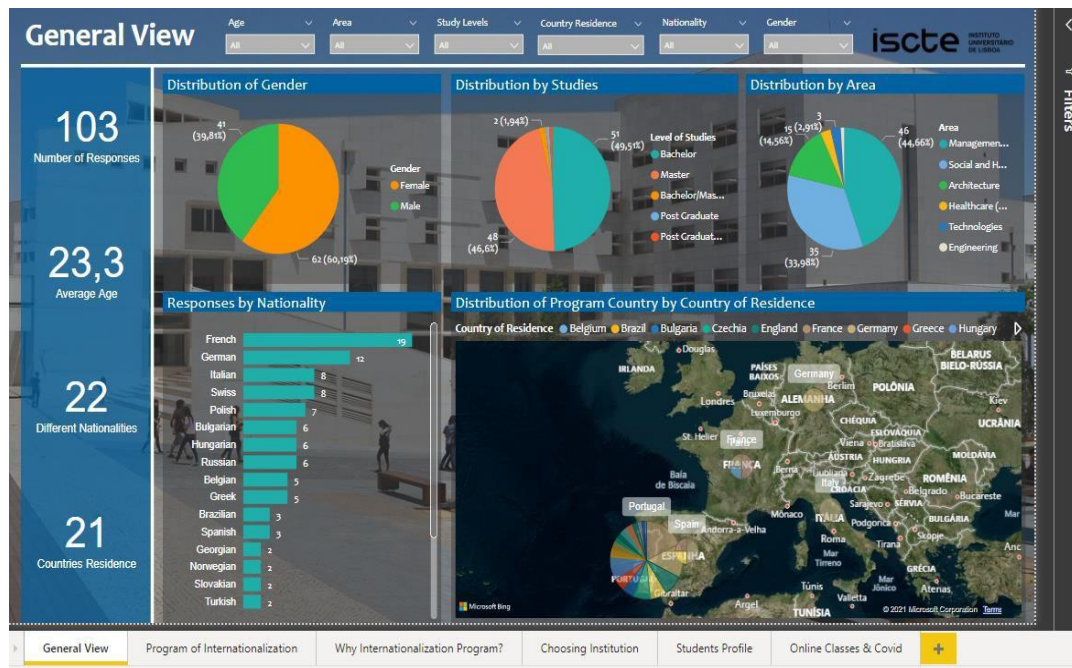 General View
Age
All
Area
All
Study Levels
All
Country Residence
All
Nationality
All
Gender
All
iscte INSTITUTO
UNIVERSITÁRIO
DE LISBOA
Filters
103
Number of Responses
23,3
Average Age
22
Different Nationalities
21
Countries Residence
Distribution of Gender
41
(39,81%)
62 (60,19%)
Gender
Female
Male
Distribution by Studies
2 (1,94%)
51
(49,51%)
48
(46,6%)
Level of Studies
Bachelor
Master
Bachelor/Mas...
Post Graduate
Post Graduat...
Distribution by Area
3
(2,91%)
15
(14,56%)
46
(44,66%)
35
(33,98%)
Area
Managemen...
Social and H...
Architecture
Healthcare (...
Technologies
Engineering
Responses by Nationality
French 19
German 12
Italian 8
Swiss 8
Polish 7
Bulgarian 6
Hungarian 6
Russian 6
Belgian 5
Greek 5
Brazilian 3
Spanish 3
Georgian 2
Norwegian 2
Slovakian 2
Turkish 2
Distribution of Program Country by Country of Residence
Country of Residence Belgium Brazil Bulgaria Czechia England France Germany Greece Hungary
Douglas
IRLANDA
PAÍSES
BAIXOS
Germany
Berlim
BELARUS
BIELO-RÚSSIA
POLÔNIA
Londres
Bruxelas
ALEMANHA
Luxemburgo
Kiev
UCRÂNIA
CHÉQUIA
ESLOVÁQUIA
St. Helier
France
Viena
Bratislava
ÁUSTRIA
HUNGRIA
MOLDÁVIA
FRANÇA
Berna
Liubliana
Zagrebe
ROMÊNIA
Baía
de Biscaia
Italy
CROÁCIA
Belgrado
Bucareste
Sarajevo
SÉRVIA
Portugal
Mônaco
ITÁLIA
Podgorica
BULGÁRIA
Mar
Spain
Andorra-a-Velha
Roma
Skopje
Tirana
ESPANHA
Mar
Tirreno
GRÉCIA
PORTUGAL
Túnis
Mar
Jônico
Atenas
Gibraltar
Argel
Valletta
TUNÍSIA
Microsoft Bing
© 2021 Microsoft Corporation Terms
General View
Program of Internationalization
Why Internationalization Program?
Choosing Institution
Students Profile
Online Classes & Covid
+